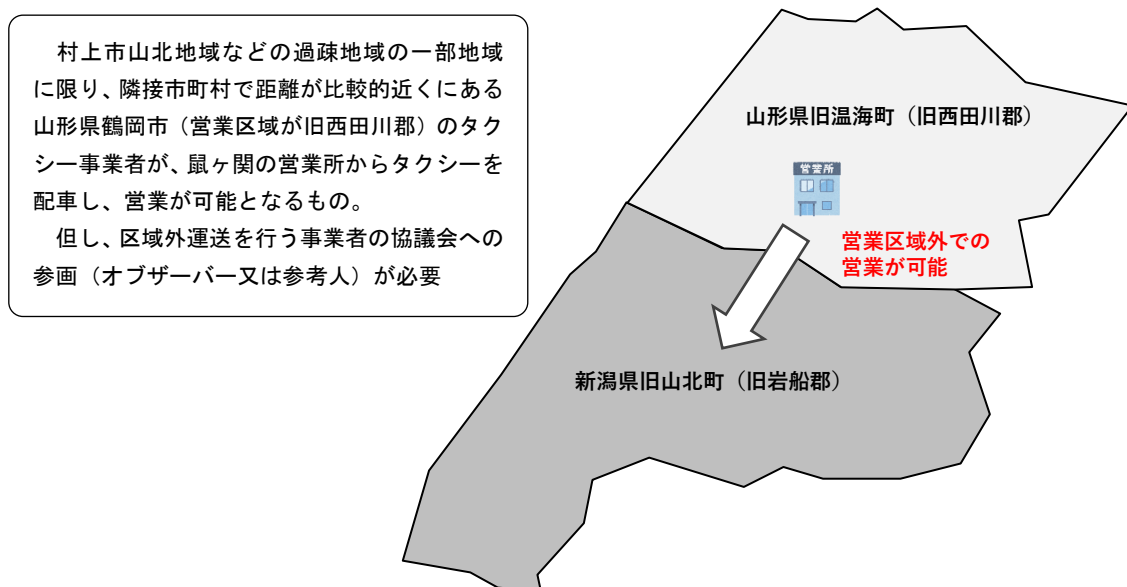 村上市山北地域などの過疎地域の一部地域
に限り、隣接市町村で距離が比較的近くにある
山形県鶴岡市（営業区域が旧西田川郡）のタク
シー事業者が、鼠ヶ関の営業所からタクシーを
配車し、営業が可能となるもの。
但し、区域外運送を行う事業者の協議会への
参画（オブザーバー又は参考人）が必要
山形県旧温海町（旧西田川郡）
営業所
営業区域外での
営業が可能
新潟県旧山北町（旧岩船郡）